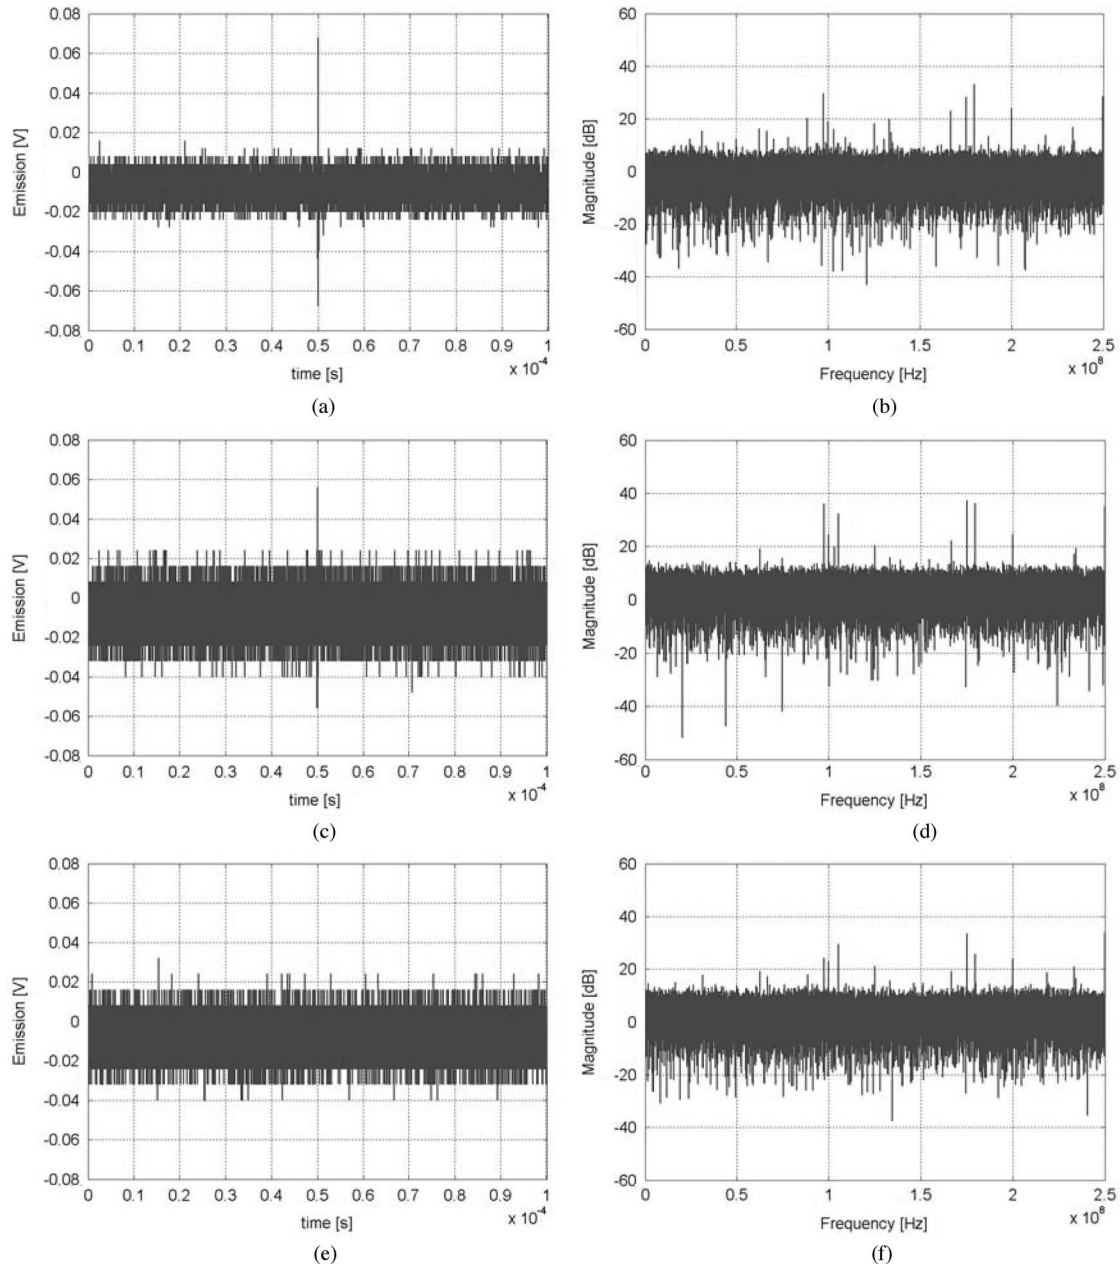 0.08
0.06
0.04
0.02
0
-0.02
-0.04
-0.06
-0.08
Emission [V]
0 0.1 0.2 0.3 0.4 0.5 0.6 0.7 0.8 0.9 1
time [s]
x 10⁻⁴
(a)
60
40
20
0
-20
-40
-60
Magnitude [dB]
0 0.5 1 1.5 2 2.5
Frequency [Hz]
x 10⁸
(b)
0.08
0.06
0.04
0.02
0
-0.02
-0.04
-0.06
-0.08
Emission [V]
0 0.1 0.2 0.3 0.4 0.5 0.6 0.7 0.8 0.9 1
time [s]
x 10⁻⁴
(c)
60
40
20
0
-20
-40
-60
Magnitude [dB]
0 0.5 1 1.5 2 2.5
Frequency [Hz]
x 10⁸
(d)
0.08
0.06
0.04
0.02
0
-0.02
-0.04
-0.06
-0.08
Emission [V]
0 0.1 0.2 0.3 0.4 0.5 0.6 0.7 0.8 0.9 1
time [s]
x 10⁻⁴
(e)
60
40
20
0
-20
-40
-60
Magnitude [dB]
0 0.5 1 1.5 2 2.5
Frequency [Hz]
x 10⁸
(f)